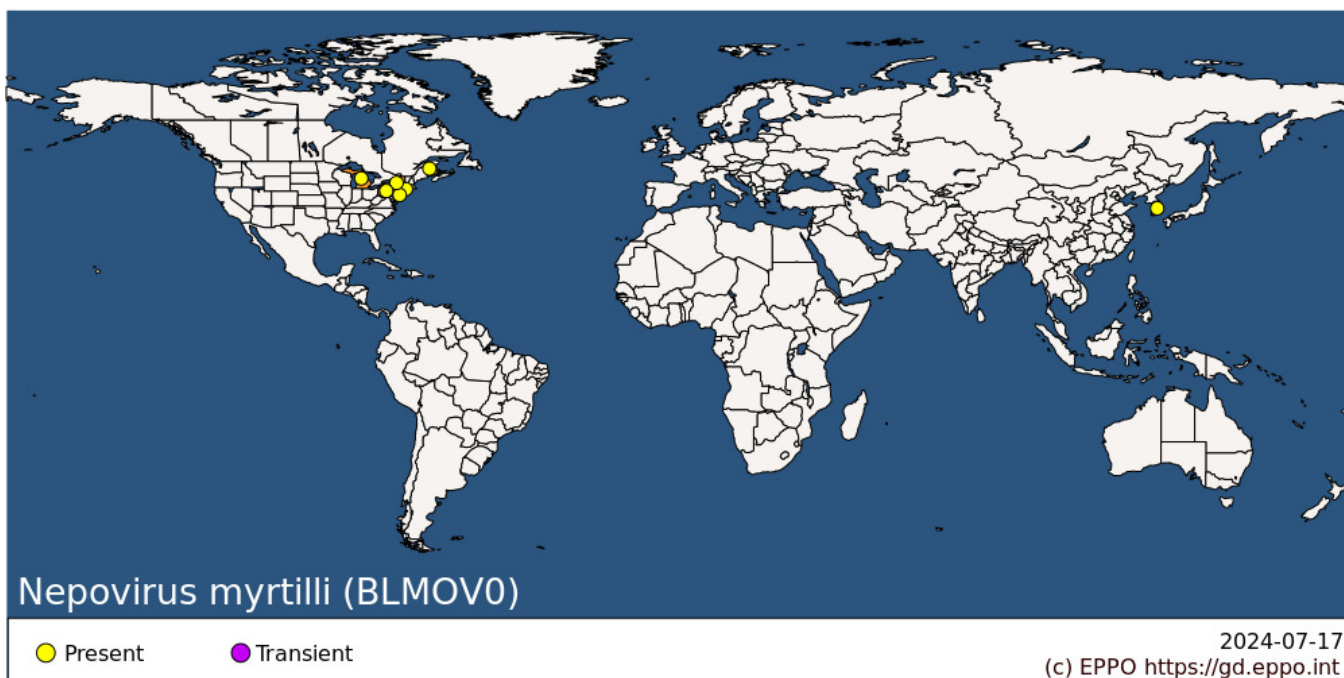 Nepovirus myrtilli (BLMOV0)
Present
Transient
2024-07-17
(c) EPPO https://gd.eppo.int